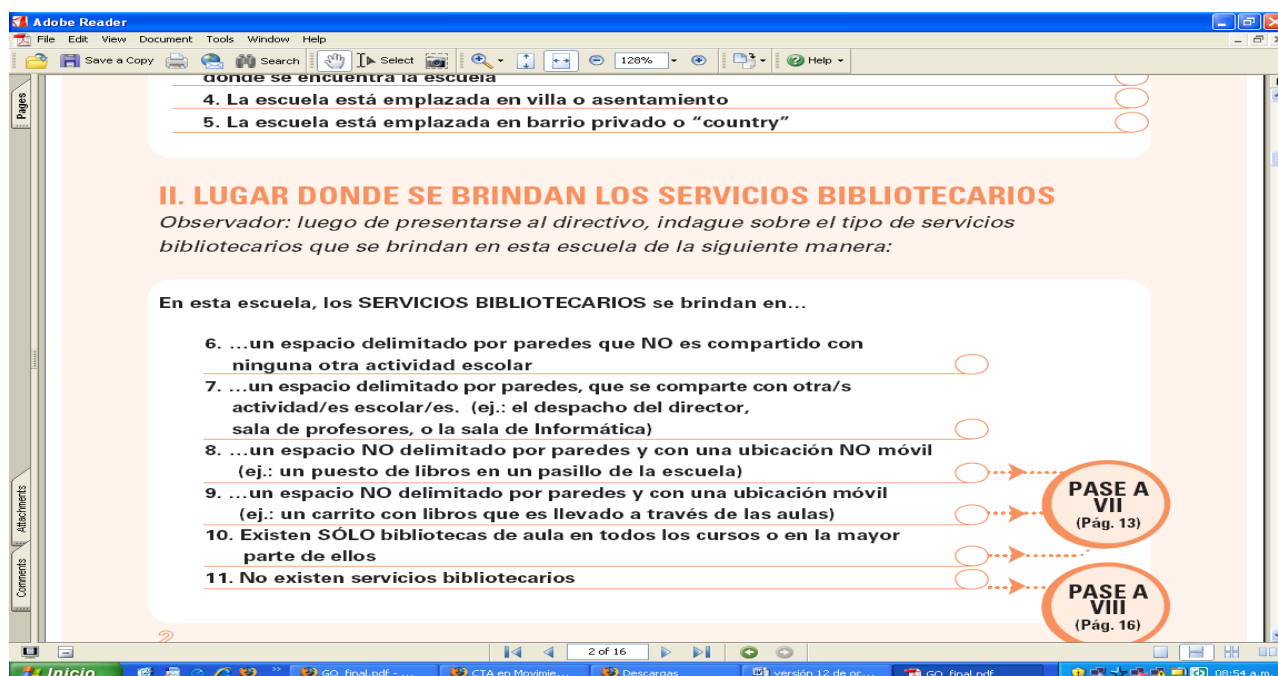 Adobe Reader
File Edit View Document Tools Window Help
Save a Copy Search Select 128% Help
Pages
donde se encuentra la escuela
4. La escuela está emplazada en villa o asentamiento
5. La escuela está emplazada en barrio privado o “country”
II. LUGAR DONDE SE BRINDAN LOS SERVICIOS BIBLIOTECARIOS
Observador: luego de presentarse al directivo, indague sobre el tipo de servicios
bibliotecarios que se brindan en esta escuela de la siguiente manera:
En esta escuela, los SERVICIOS BIBLIOTECARIOS se brindan en...
6. ...un espacio delimitado por paredes que NO es compartido con
ninguna otra actividad escolar
7. ...un espacio delimitado por paredes, que se comparte con otra/s
actividad/es escolar/es. (ej.: el despacho del director,
sala de profesores, o la sala de Informática)
8. ...un espacio NO delimitado por paredes y con una ubicación NO móvil
(ej.: un puesto de libros en un pasillo de la escuela)
9. ...un espacio NO delimitado por paredes y con una ubicación móvil
(ej.: un carrito con libros que es llevado a través de las aulas)
10. Existen SÓLO bibliotecas de aula en todos los cursos o en la mayor
parte de ellos
11. No existen servicios bibliotecarios
PASE A
VII
(Pág. 13)
PASE A
VIII
(Pág. 16)
Attachments
Comments
2
2 of 16
Inicio
GO_final.pdf - ...
CTA en Movimie...
Descargas
versión 12 de oc...
GO_final.pdf
08:54 a.m.